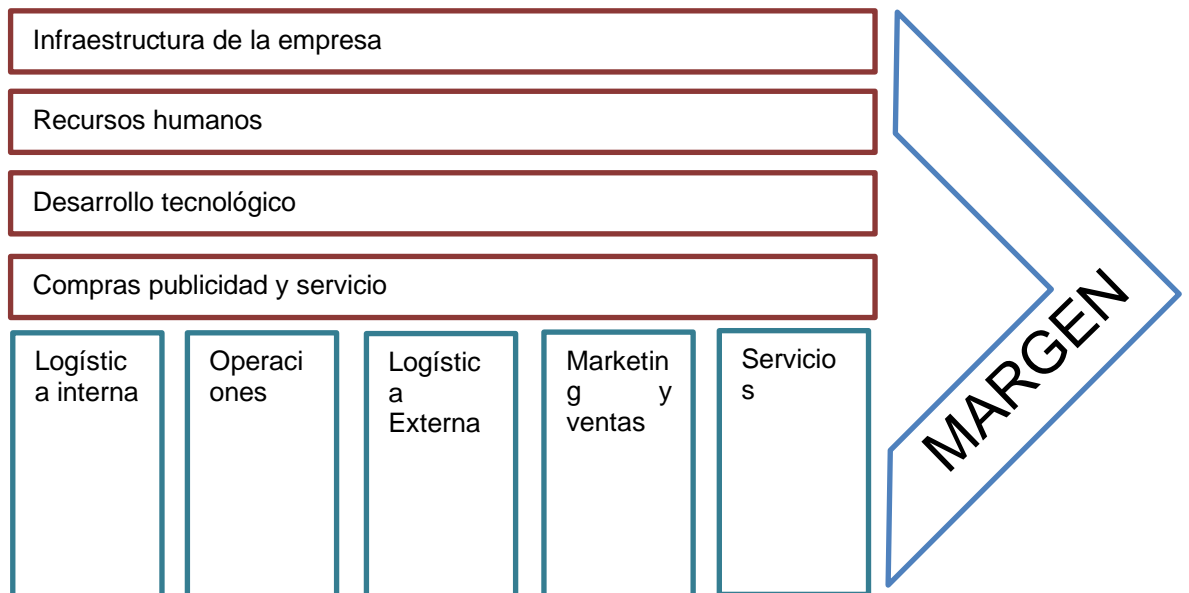 Infraestructura de la empresa
Recursos humanos
Desarrollo tecnológico
Compras publicidad y servicio
Logístic
a interna
Operaci
ones
Logístic
a
Externa
Marketin
g y
ventas
Servicio
s
MARGEN